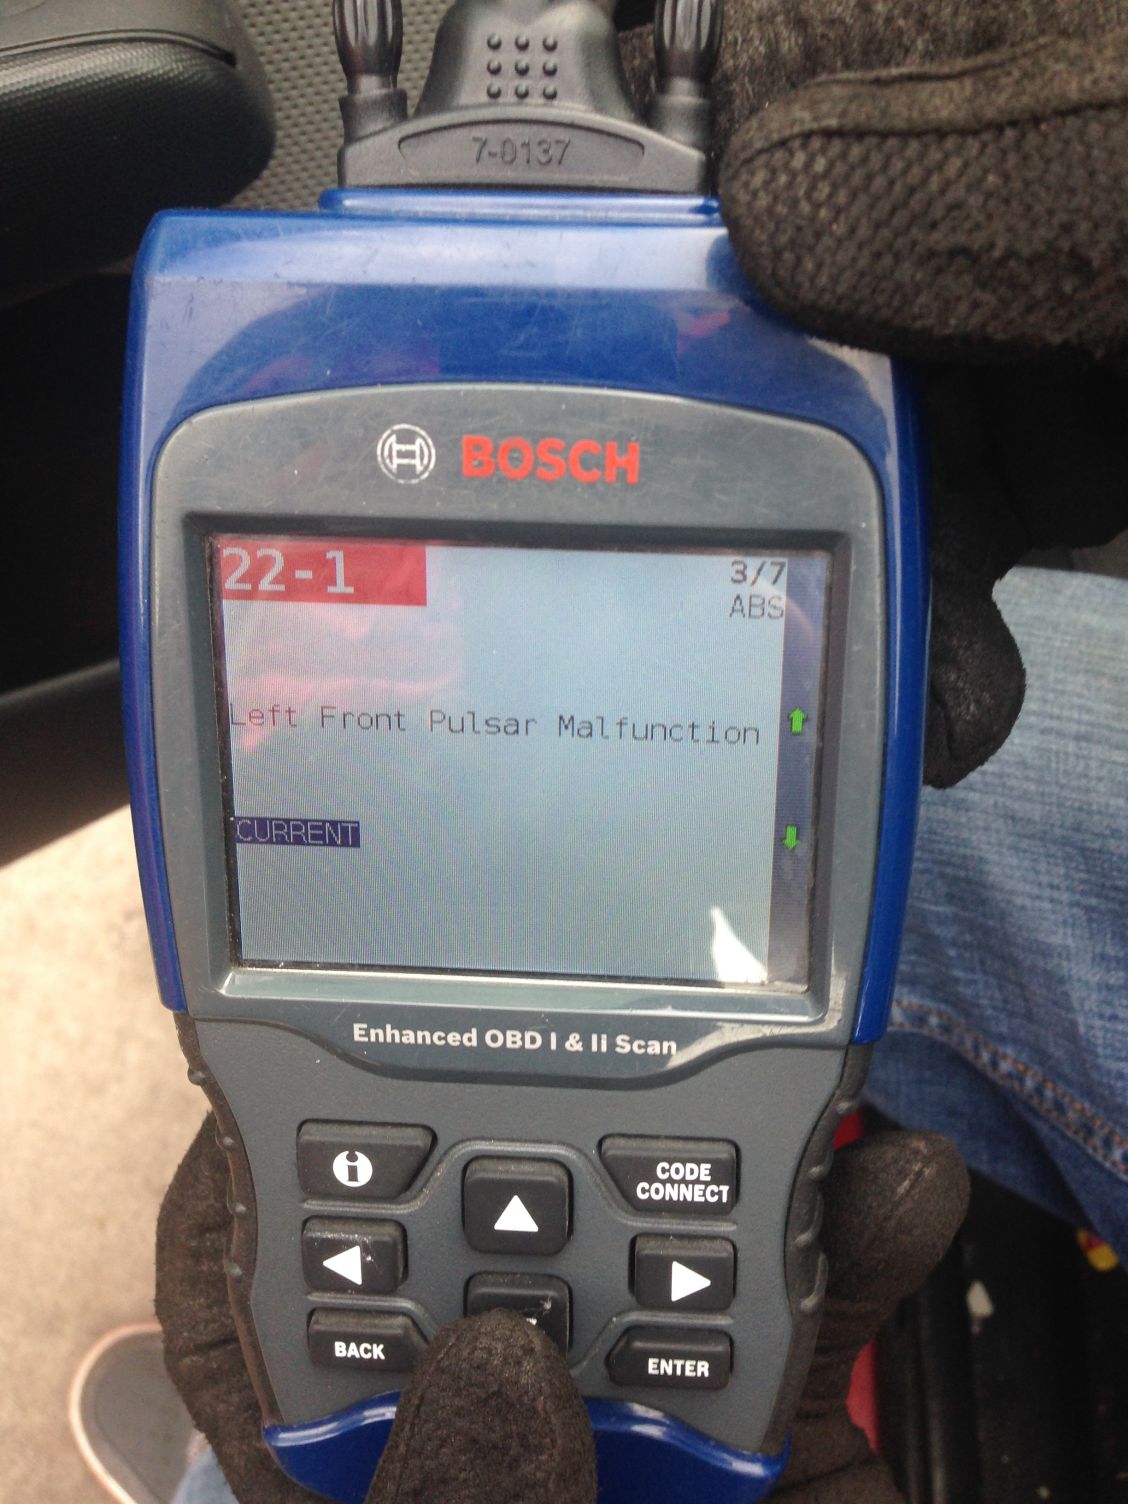 7-0137
BOSCH
22-1
3/7
ABS
Left Front Pulsar Malfunction
CURRENT
Enhanced OBD I & Ii Scan
CODE
CONNECT
BACK
ENTER